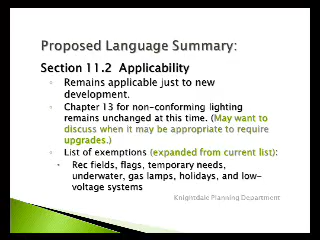 Proposed Language Summary:
Section 11.2 Applicability
◦ Remains applicable just to new
development.
◦ Chapter 13 for non-conforming lighting
remains unchanged at this time. (May want to
discuss when it may be appropriate to require
upgrades.)
◦ List of exemptions (expanded from current list):
• Rec fields, flags, temporary needs,
underwater, gas lamps, holidays, and low-
voltage systems
Knightdale Planning Department